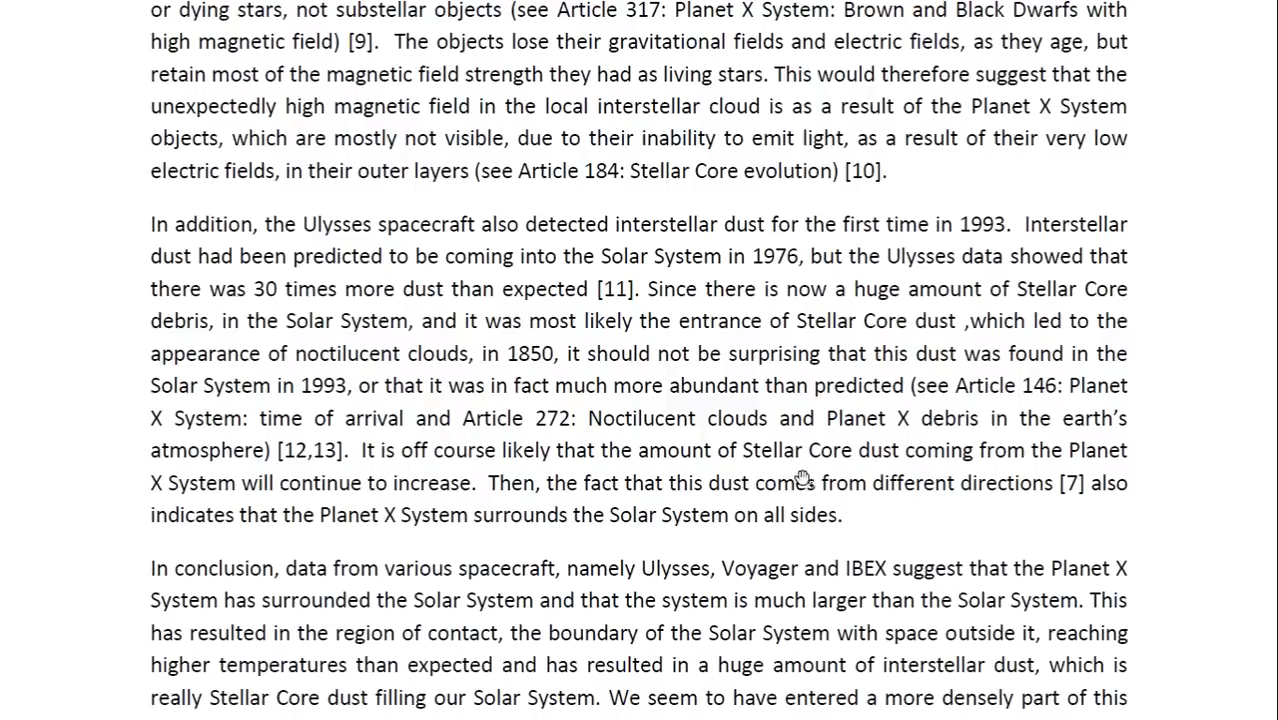 or dying stars, not substellar objects (see Article 317: Planet X System: Brown and Black Dwarfs with
high magnetic field) [9].  The objects lose their gravitational fields and electric fields, as they age, but
retain most of the magnetic field strength they had as living stars. This would therefore suggest that the
unexpectedly high magnetic field in the local interstellar cloud is as a result of the Planet X System
objects, which are mostly not visible, due to their inability to emit light, as a result of their very low
electric fields, in their outer layers (see Article 184: Stellar Core evolution) [10].
In addition, the Ulysses spacecraft also detected interstellar dust for the first time in 1993.  Interstellar
dust had been predicted to be coming into the Solar System in 1976, but the Ulysses data showed that
there was 30 times more dust than expected [11]. Since there is now a huge amount of Stellar Core
debris, in the Solar System, and it was most likely the entrance of Stellar Core dust ,which led to the
appearance of noctilucent clouds, in 1850, it should not be surprising that this dust was found in the
Solar System in 1993, or that it was in fact much more abundant than predicted (see Article 146: Planet
X System: time of arrival and Article 272: Noctilucent clouds and Planet X debris in the earth's
atmosphere) [12,13].  It is off course likely that the amount of Stellar Core dust coming from the Planet
X System will continue to increase.  Then, the fact that this dust comes from different directions [7] also
indicates that the Planet X System surrounds the Solar System on all sides.
In conclusion, data from various spacecraft, namely Ulysses, Voyager and IBEX suggest that the Planet X
System has surrounded the Solar System and that the system is much larger than the Solar System. This
has resulted in the region of contact, the boundary of the Solar System with space outside it, reaching
higher temperatures than expected and has resulted in a huge amount of interstellar dust, which is
really Stellar Core dust filling our Solar System. We seem to have entered a more densely part of this